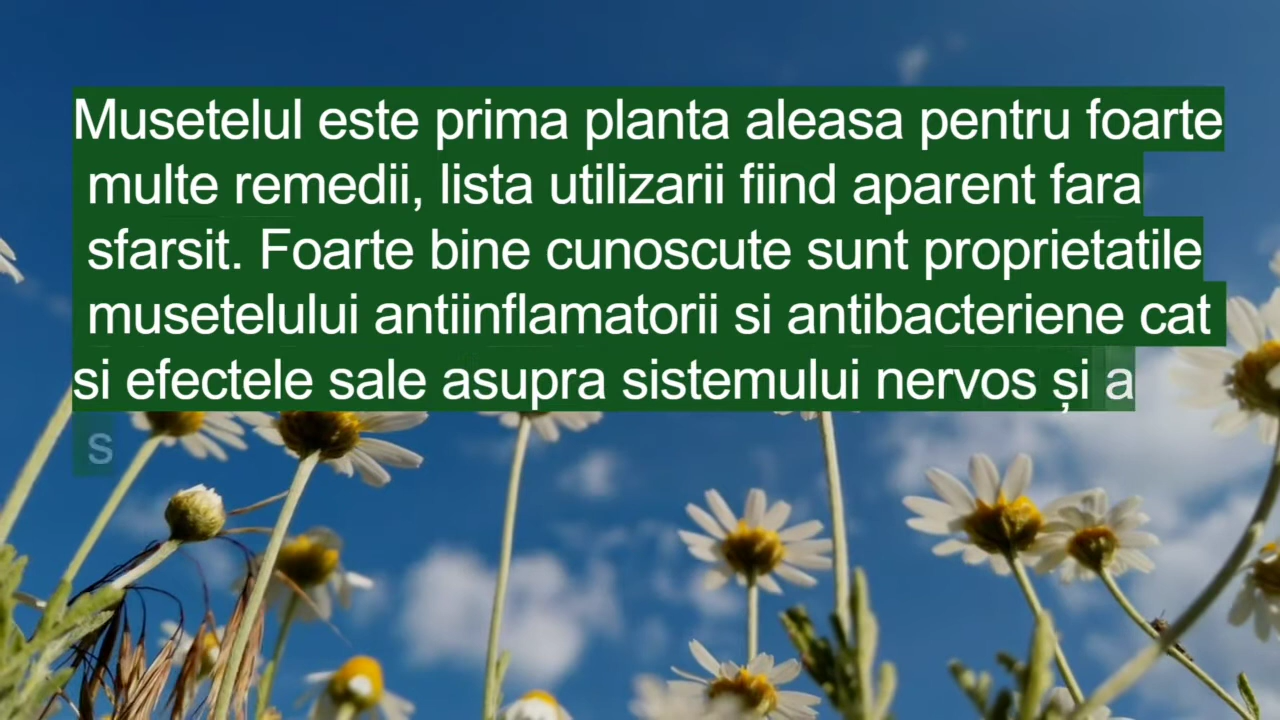 Musetelul este prima planta aleasa pentru foarte
multe remedii, lista utilizarii fiind aparent fara
sfarsit. Foarte bine cunoscute sunt proprietatile
musetelului antiinflamatorii si antibacteriene cat
si efectele sale asupra sistemului nervos și a
s